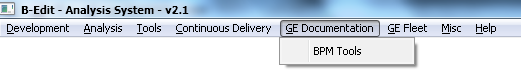 B-Edit - Analysis System - v2.1
Development Analysis Tools Continuous Delivery GE Documentation GE Fleet Misc Help
BPM Tools